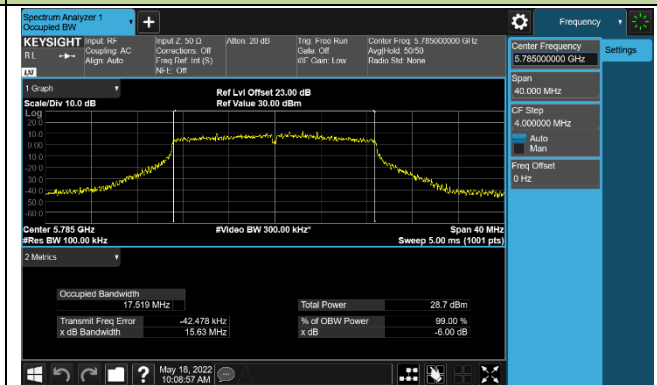 Spectrum Analyzer 1
Occupied BW
+
Frequency
KEYSIGHT
RL
LXI
Input: RF
Coupling: AC
Align: Auto
Input Z: 50 Ω
Corrections: Off
Freq Ref: Int (S)
NFE: Off
Atten: 20 dB
Trig: Free Run
Gate: Off
#IF Gain: Low
Center Freq: 5.785000000 GHz
Avg|Hold: 50/50
Radio Std: None
Center Frequency
5.785000000 GHz
Settings
Span
40.000 MHz
CF Step
4.000000 MHz
Auto
Man
Freq Offset
0 Hz
1 Graph
Scale/Div 10.0 dB
Ref Lvl Offset 23.00 dB
Ref Value 30.00 dBm
Log
20.0
10.0
0.00
-10.0
-20.0
-30.0
-40.0
-50.0
-60.0
Center 5.785 GHz
#Video BW 300.00 kHz*
Span 40 MHz
#Res BW 100.00 kHz
Sweep 5.00 ms (1001 pts)
2 Metrics
Occupied Bandwidth
17.519 MHz
Total Power 28.7 dBm
Transmit Freq Error -42.478 kHz
% of OBW Power 99.00 %
x dB Bandwidth 15.63 MHz
x dB -6.00 dB
?
May 18, 2022
10:08:57 AM